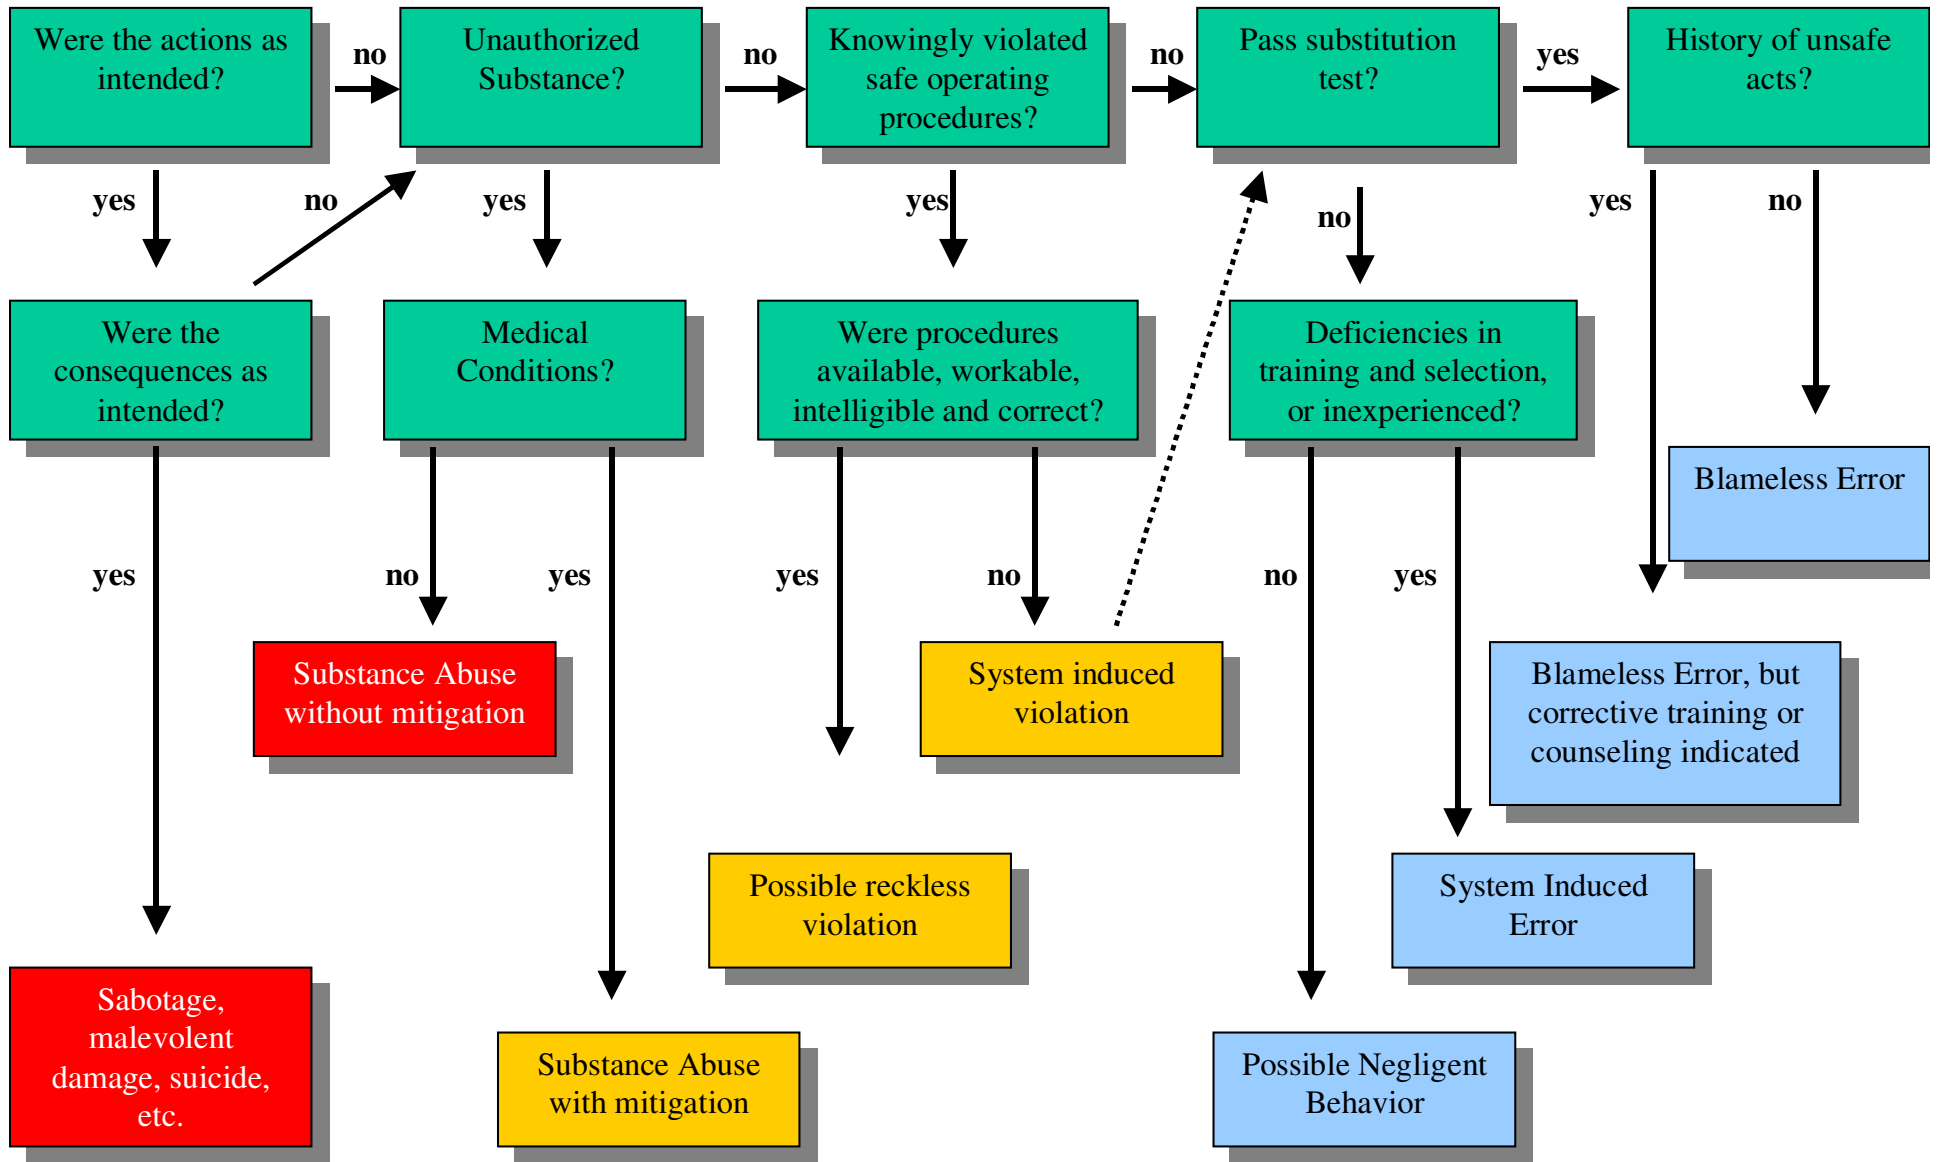 Were the actions as
intended?
no
Unauthorized
Substance?
no
Knowingly violated
safe operating
procedures?
no
Pass substitution
test?
yes
History of unsafe
acts?
yes
no
yes
yes
no
yes
no
Were the
consequences as
intended?
Medical
Conditions?
Were procedures
available, workable,
intelligible and correct?
Deficiencies in
training and selection,
or inexperienced?
Blameless Error
yes
no
yes
yes
no
no
yes
Substance Abuse
without mitigation
System induced
violation
Blameless Error, but
corrective training or
counseling indicated
Possible reckless
violation
System Induced
Error
Sabotage,
malevolent
damage, suicide,
etc.
Substance Abuse
with mitigation
Possible Negligent
Behavior